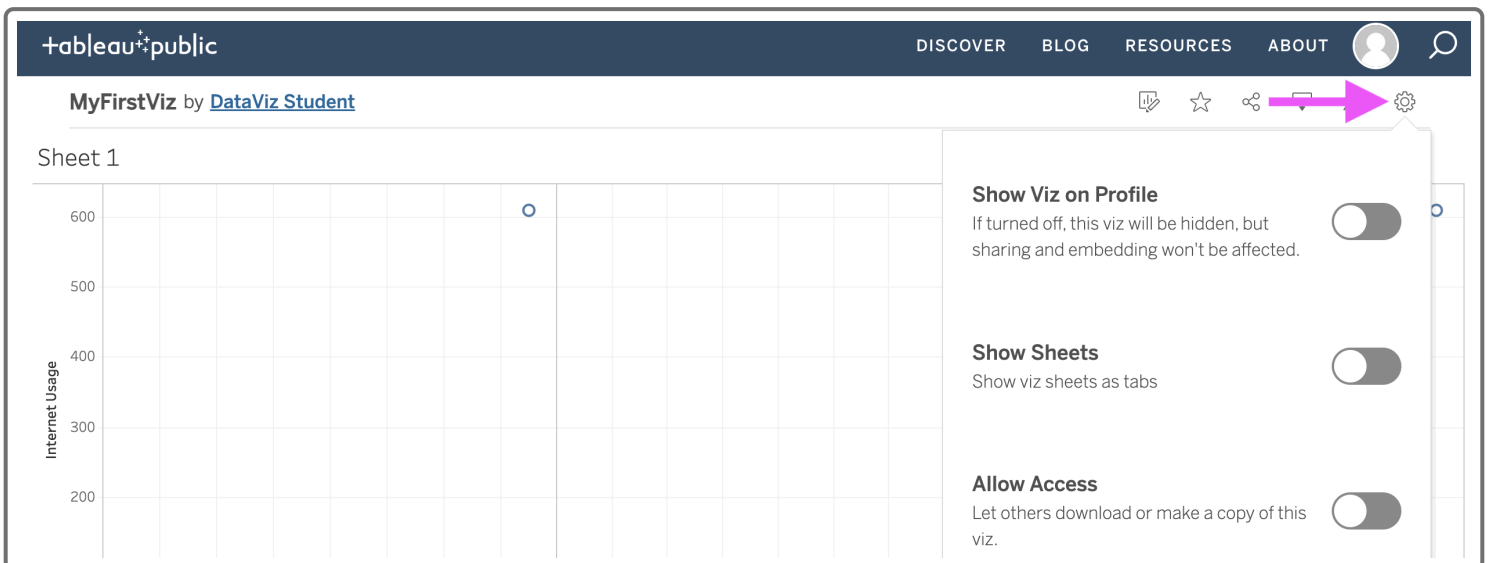 +ableau public
DISCOVER BLOG RESOURCES ABOUT
MyFirstViz by DataViz Student
Sheet 1
600
500
400
300
200
Internet Usage
Show Viz on Profile
If turned off, this viz will be hidden, but
sharing and embedding won't be affected.
Show Sheets
Show viz sheets as tabs
Allow Access
Let others download or make a copy of this
viz.